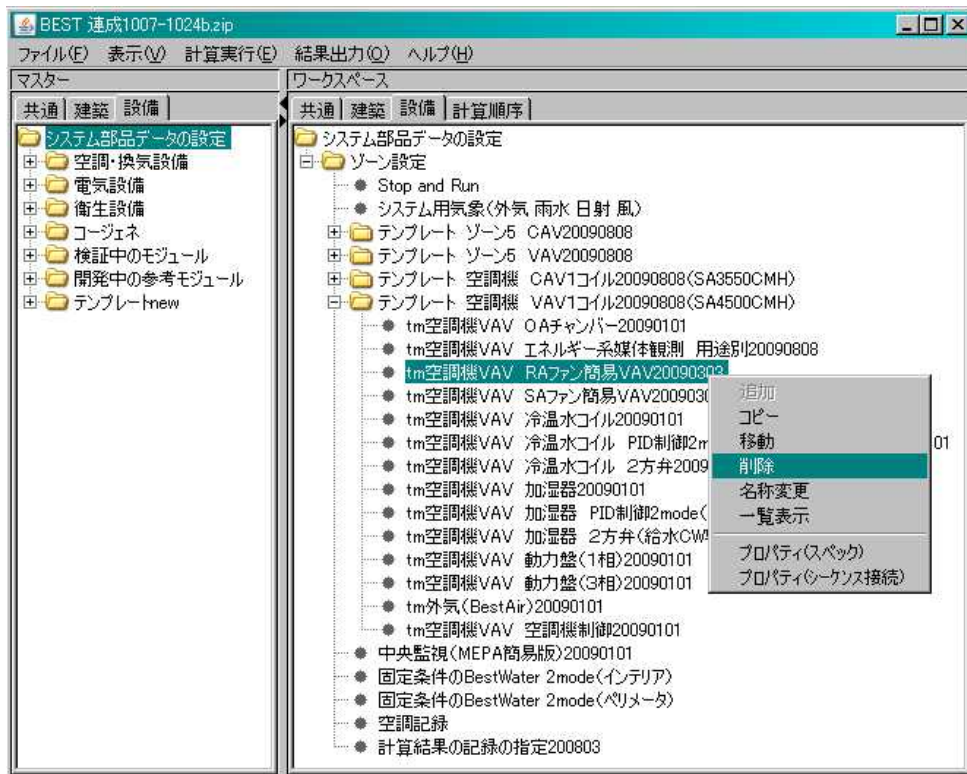 BEST 連成1007-1024b.zip
ファイル(F) 表示(V) 計算実行(E) 結果出力(O) ヘルプ(H)
マスター
共通 建築 設備
システム部品データの設定
空調・換気設備
電気設備
衛生設備
コージェネ
検証中のモジュール
開発中の参考モジュール
テンプレートnew
ワークスペース
共通 建築 設備 計算順序
システム部品データの設定
ゾーン設定
Stop and Run
システム用気象(外気 雨水 日射 風)
テンプレート ゾーン5 CAV20090808
テンプレート ゾーン5 VAV20090808
テンプレート 空調機 CAV1コイル20090808(SA3550CMH)
テンプレート 空調機 VAV1コイル20090808(SA4500CMH)
tm空調機VAV OAチャンバー20090101
tm空調機VAV エネルギー系媒体観測 用途別20090808
tm空調機VAV RAファン簡易VAV20090303
tm空調機VAV SAファン簡易VAV2009030
tm空調機VAV 冷温水コイル20090101
tm空調機VAV 冷温水コイル PID制御2m 01
tm空調機VAV 冷温水コイル 2方弁2009
tm空調機VAV 加湿器20090101
tm空調機VAV 加湿器 PID制御2mode(
tm空調機VAV 加湿器 2方弁(給水CW
tm空調機VAV 動力盤(1相)20090101
tm空調機VAV 動力盤(3相)20090101
tm外気(BestAir)20090101
tm空調機VAV 空調機制御20090101
中央監視(MEPA簡易版)20090101
固定条件のBestWater 2mode(インテリア)
固定条件のBestWater 2mode(ペリメータ)
空調記録
計算結果の記録の指定200803
追加
コピー
移動
削除
名称変更
一覧表示
プロパティ(スペック)
プロパティ(シーケンス接続)